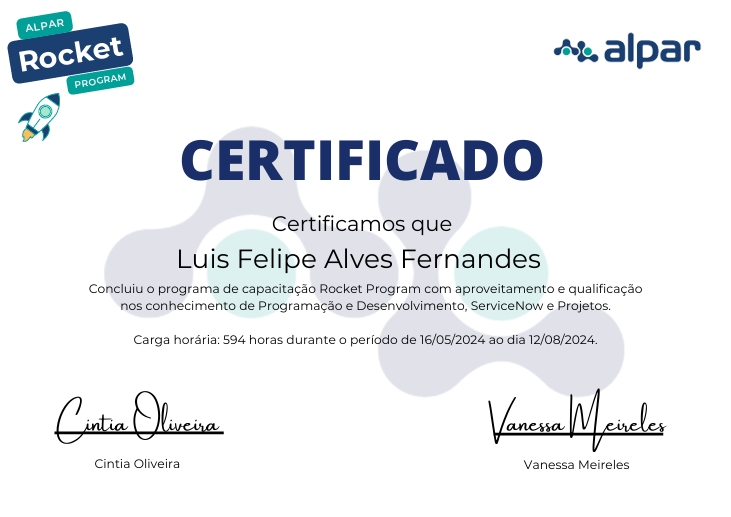 ALPAR
Rocket
PROGRAM
alpar
CERTIFICADO
Certificamos que
Luis Felipe Alves Fernandes
Concluiu o programa de capacitação Rocket Program com aproveitamento e qualificação
nos conhecimento de Programação e Desenvolvimento, ServiceNow e Projetos.
Carga horária: 594 horas durante o período de 16/05/2024 ao dia 12/08/2024.
Cintia Oliveira
Vanessa Meireles
Cintia Oliveira
Vanessa Meireles